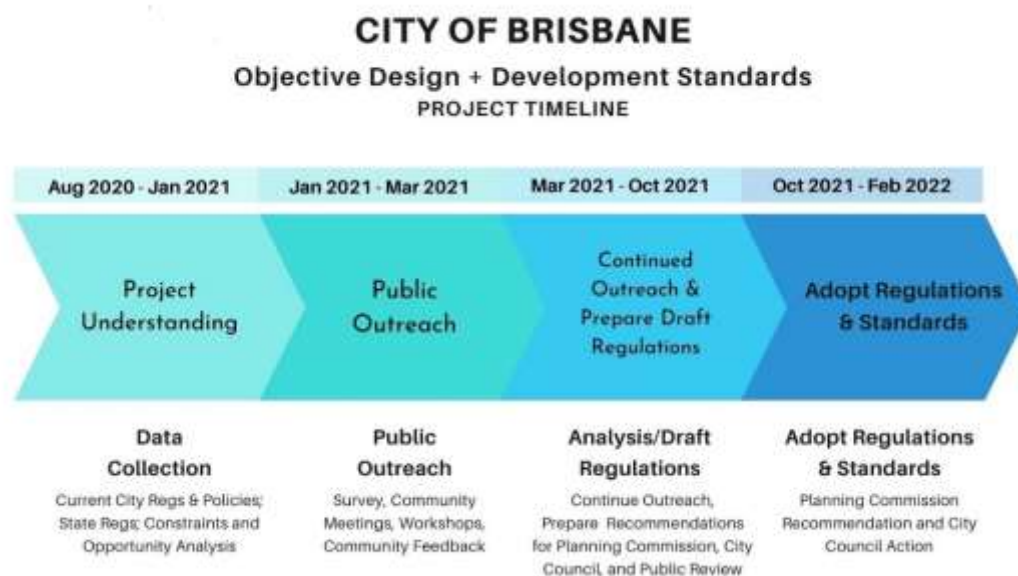 CITY OF BRISBANE
Objective Design + Development Standards
PROJECT TIMELINE
Aug 2020 - Jan 2021
Jan 2021 - Mar 2021
Mar 2021 - Oct 2021
Oct 2021 - Feb 2022
Project
Understanding
Public
Outreach
Continued
Outreach &
Prepare Draft
Regulations
Adopt Regulations
& Standards
Data
Collection
Current City Regs & Policies;
State Regs; Constraints and
Opportunity Analysis
Public
Outreach
Survey, Community
Meetings, Workshops,
Community Feedback
Analysis/Draft
Regulations
Continue Outreach,
Prepare Recommendations
for Planning Commission, City
Council, and Public Review
Adopt Regulations
& Standards
Planning Commission
Recommendation and City
Council Action